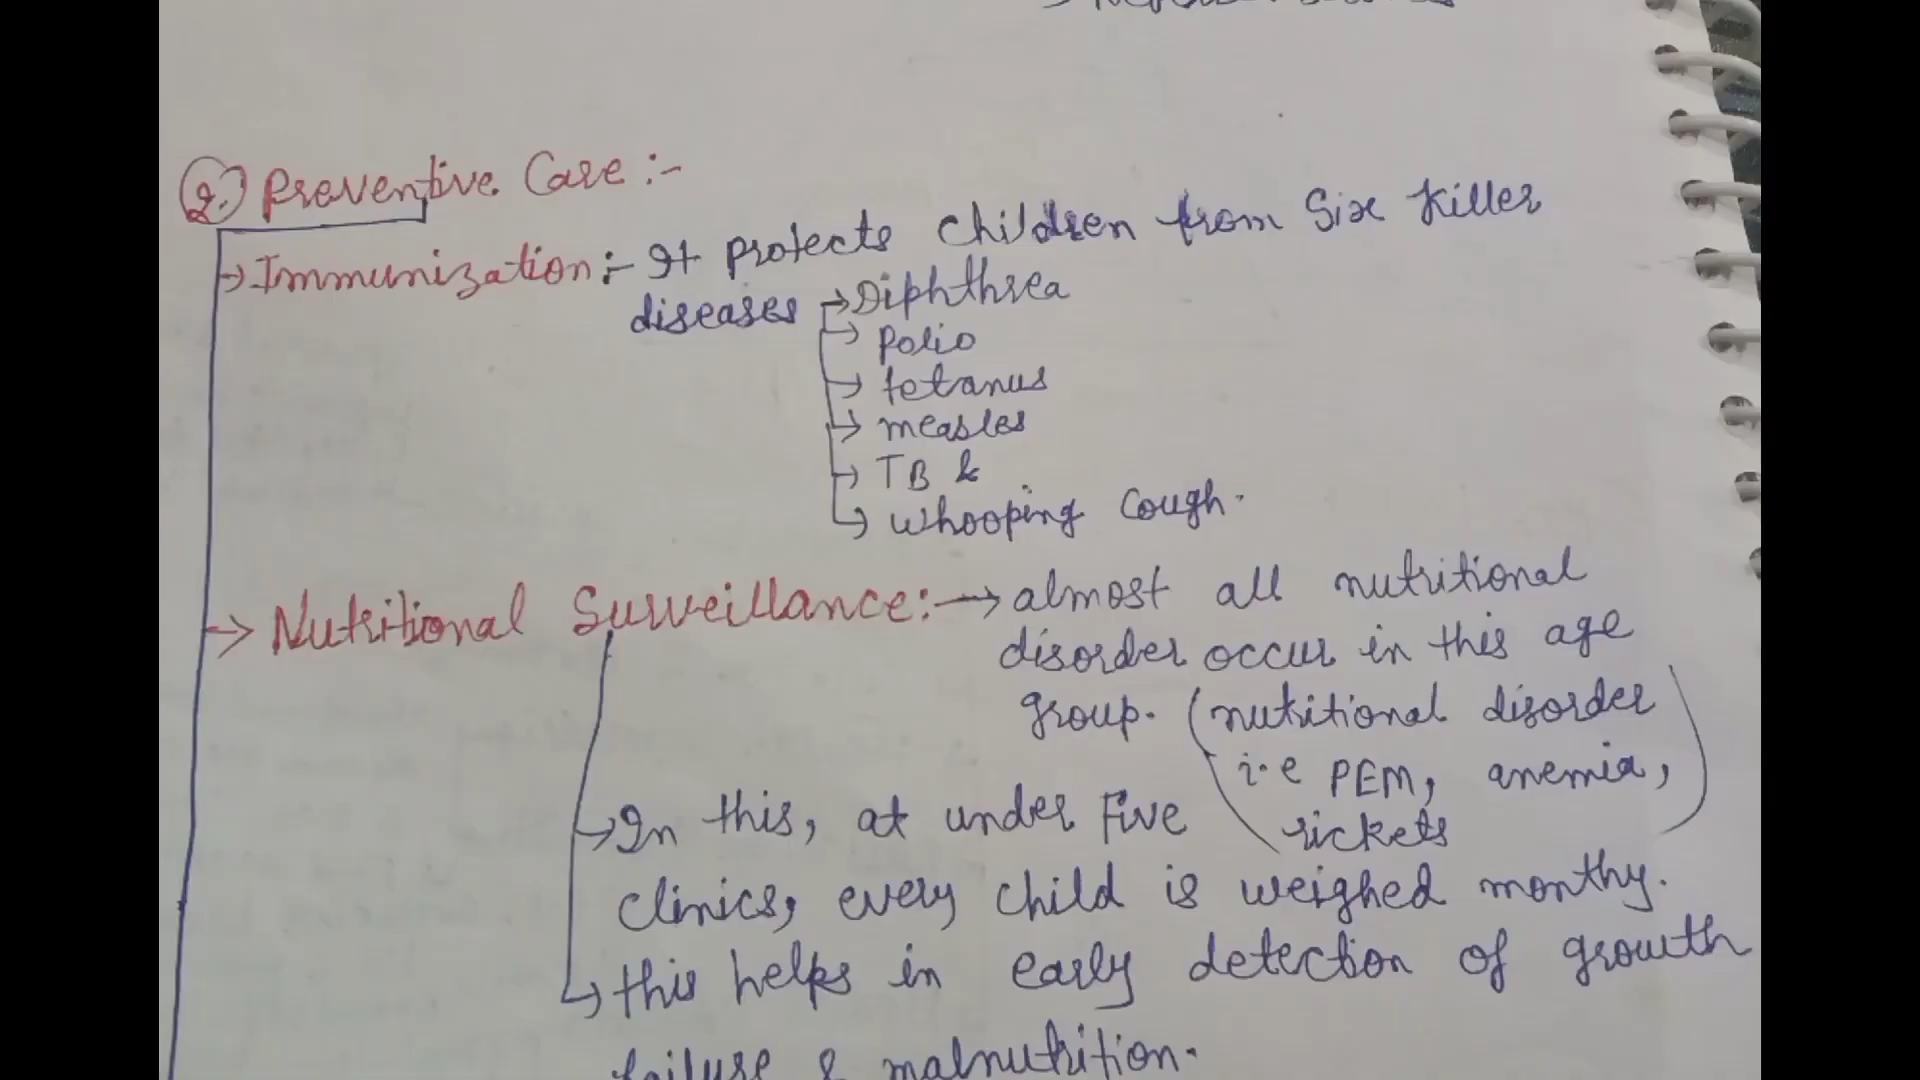 2.) Preventive Care :-
→ Immunization :- It protects children from Six Killer
diseases → Diphthrea
→ Polio
→ tetanus
→ measles
→ TB &
→ whooping Cough.
→ Nutritional Surveillance :- → almost all nutritional
disorder occur in this age
group. (nutritional disorder
i.e PEM, anemia,
rickets)
→ In this, at under Five
clinics, every child is weighed monthy.
→ this helps in early detection of growth
failure & malnutrition.